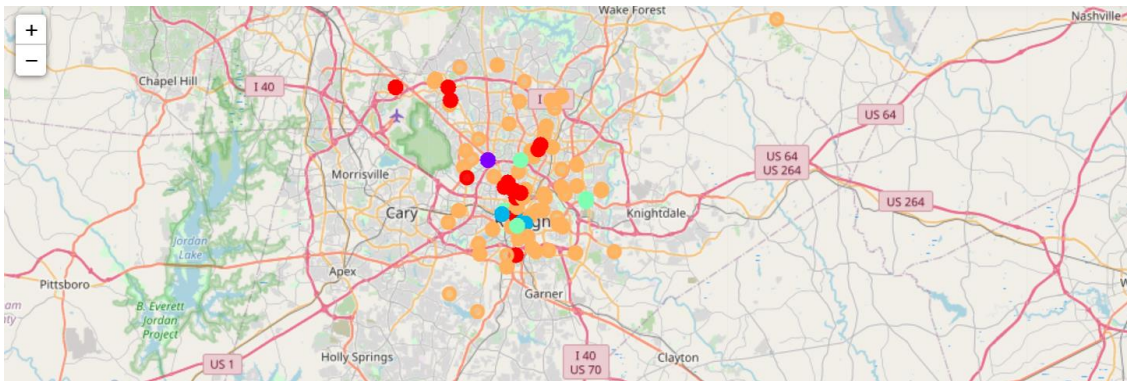 +
−
Wake Forest
Nashville
Chapel Hill
I 40
US 64
US 64
US 264
Morrisville
US 264
Cary
Knightdale
Jordan
Lake
Apex
Pittsboro
Garner
B. Everett
Jordan
Project
Holly Springs
I 40
US 70
Clayton
US 1